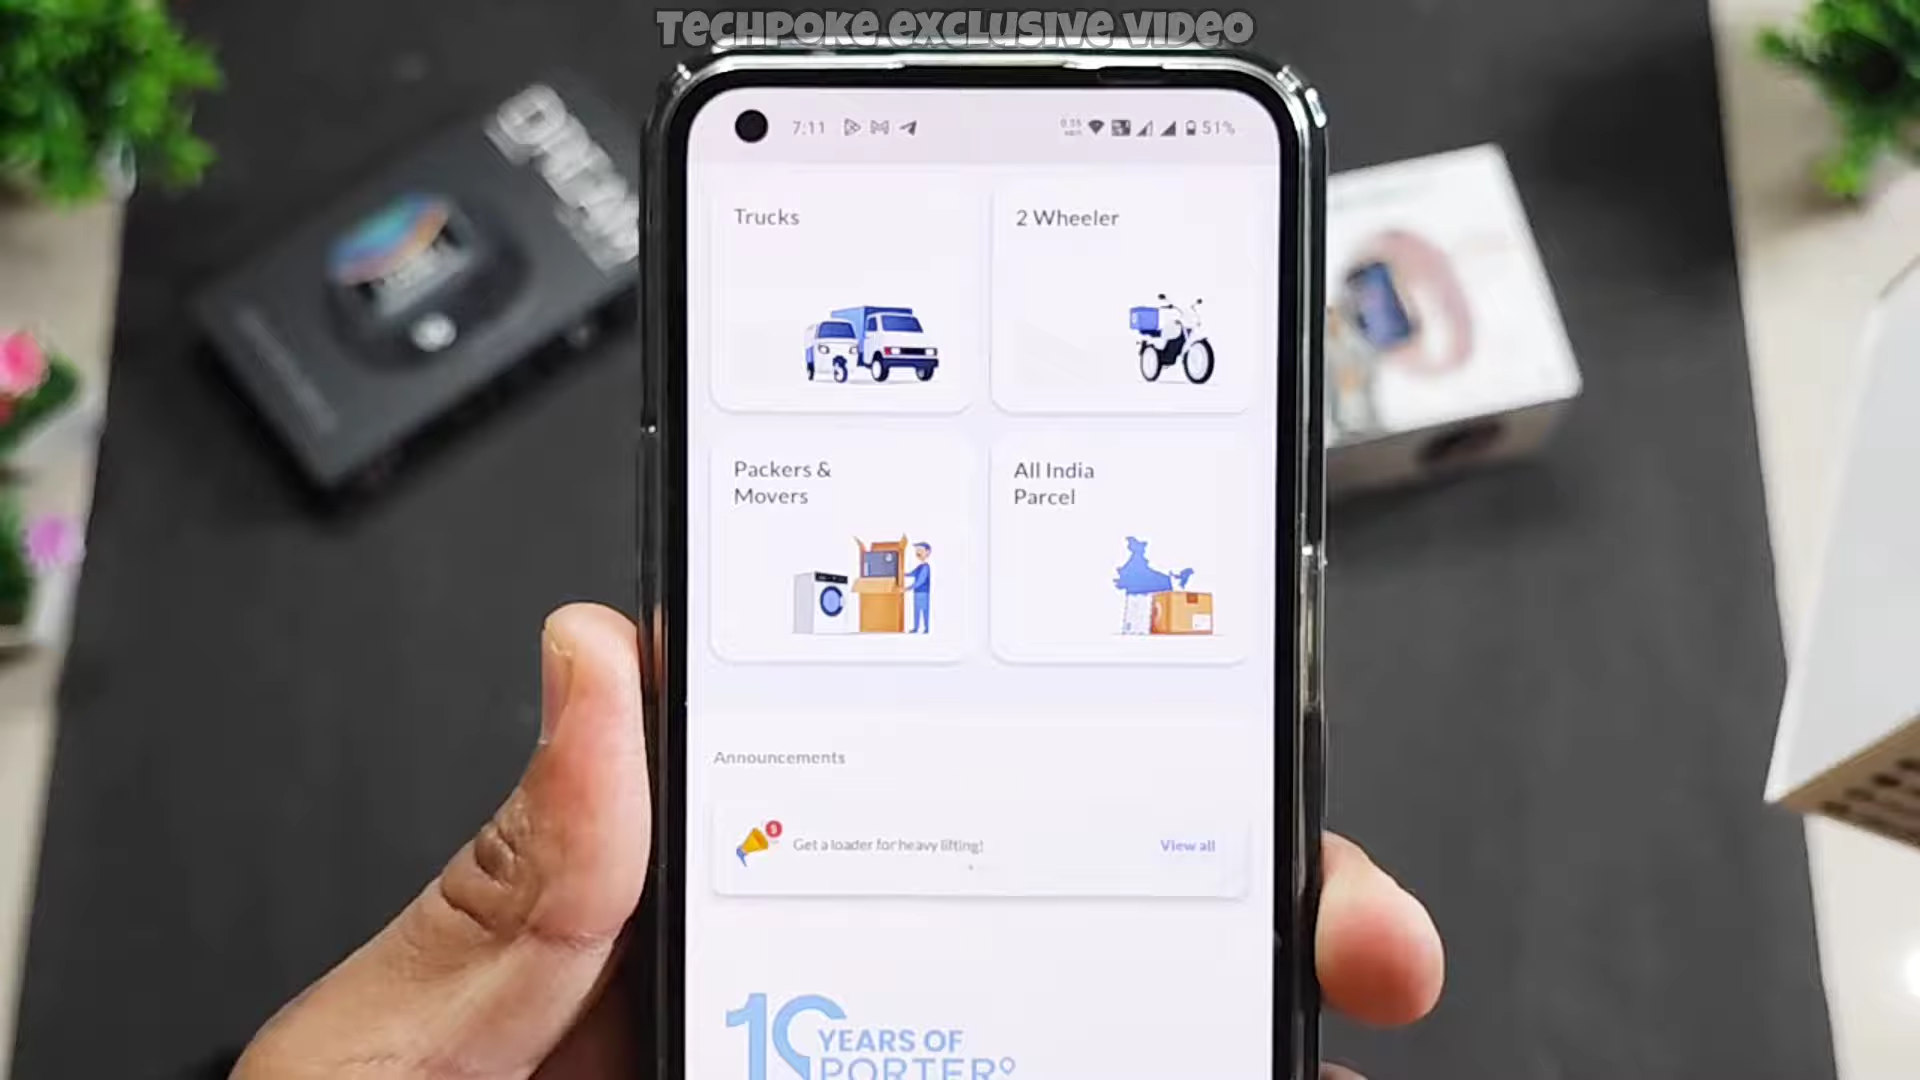 TECHPOKE EXCLUSIVE VIDEO
7:11
51%
Trucks
2 Wheeler
Packers &
Movers
All India
Parcel
Announcements
Get a loader for heavy lifting!
View all
10 YEARS OF
PORTER